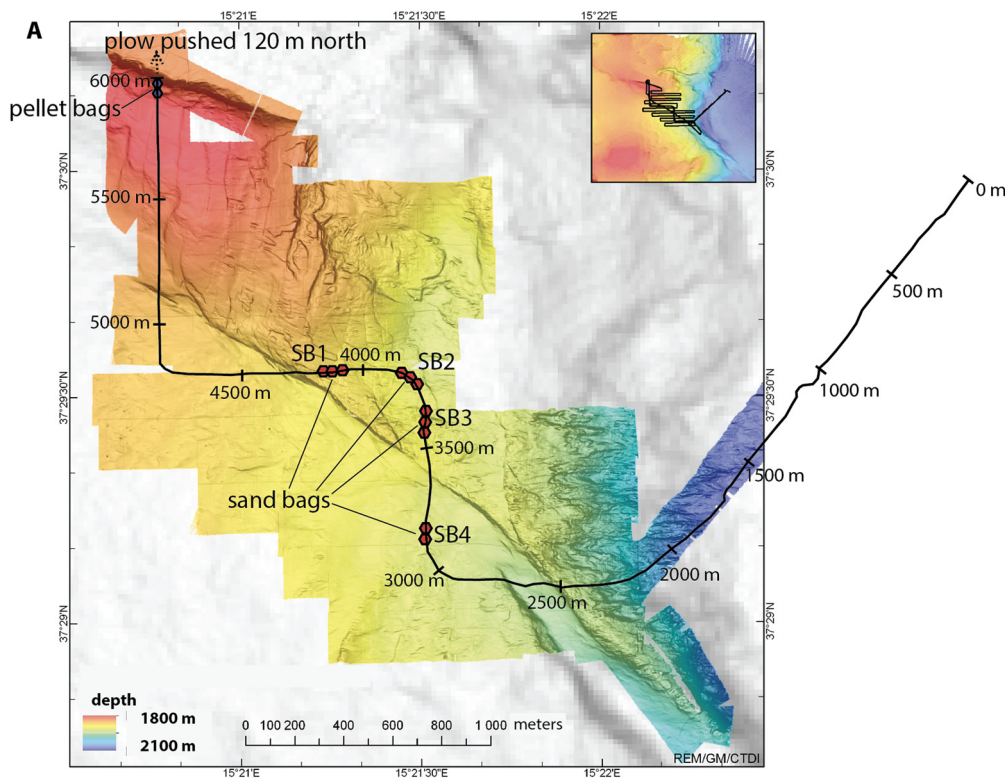 A
15°21'E
15°21'30"E
15°22'E
plow pushed 120 m north
6000 m
pellet bags
37°30'N
37°30'N
0 m
5500 m
500 m
5000 m
SB1
4000 m
SB2
1000 m
4500 m
37°29'30"N
37°29'30"N
SB3
3500 m
1500 m
sand bags
SB4
3000 m
2000 m
2500 m
37°29'N
37°29'N
depth
1800 m
2100 m
0 100 200 400 600 800 1 000 meters
REM/GM/CTDI
15°21'E
15°21'30"E
15°22'E